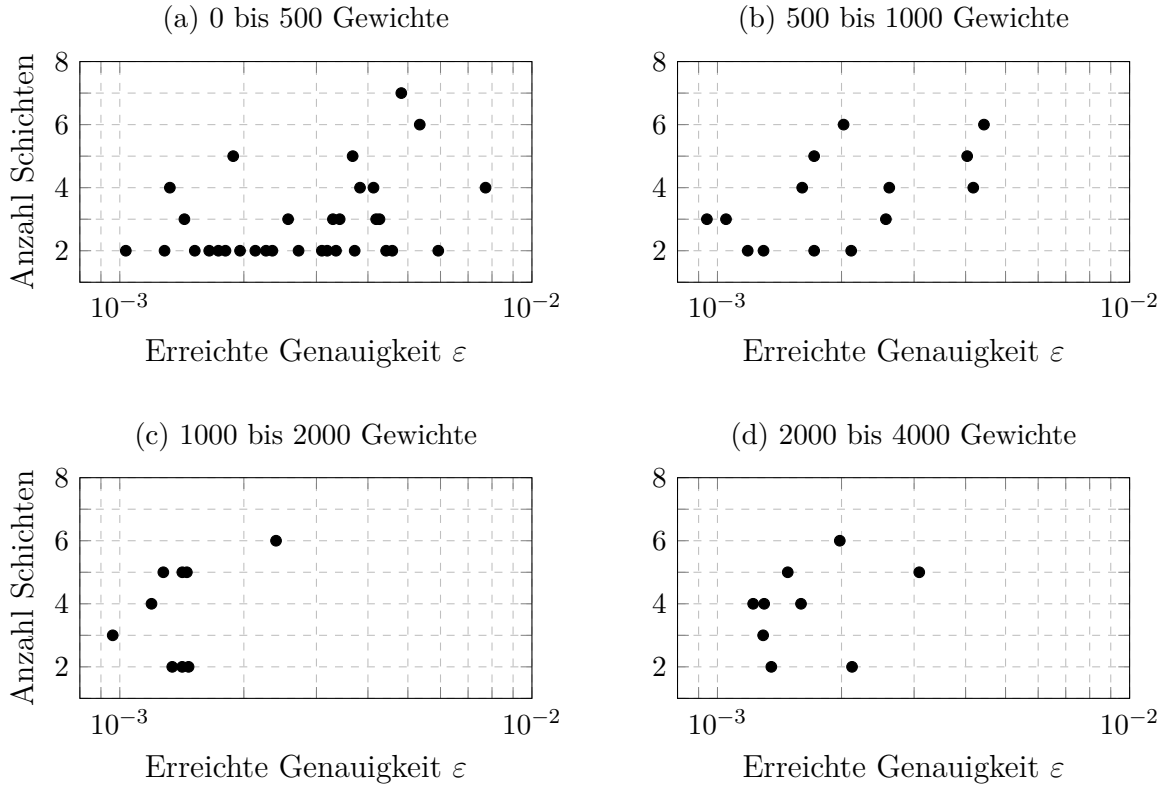 (a) 0 bis 500 Gewichte
8
6
4
2
Anzahl Schichten
10⁻³
10⁻²
Erreichte Genauigkeit ε
(b) 500 bis 1000 Gewichte
8
6
4
2
10⁻³
10⁻²
Erreichte Genauigkeit ε
(c) 1000 bis 2000 Gewichte
8
6
4
2
Anzahl Schichten
10⁻³
10⁻²
Erreichte Genauigkeit ε
(d) 2000 bis 4000 Gewichte
8
6
4
2
10⁻³
10⁻²
Erreichte Genauigkeit ε